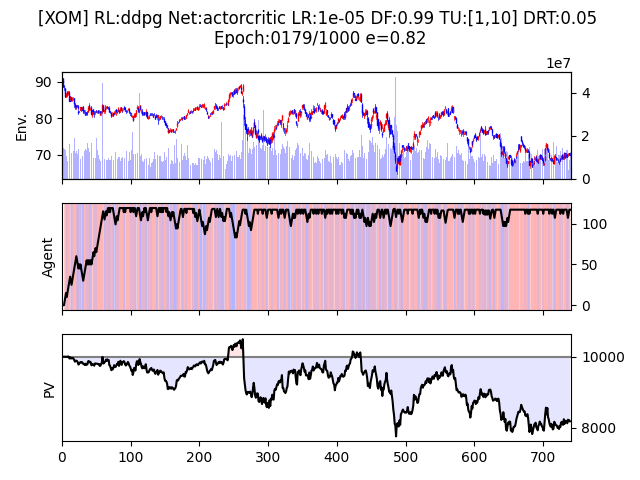 [XOM] RL:ddpg Net:actorcritic LR:1e-05 DF:0.99 TU:[1,10] DRT:0.05
Epoch:0179/1000 e=0.82
1e7
Env.
90
80
70
4
2
0
Agent
100
50
0
PV
10000
8000
0 100 200 300 400 500 600 700